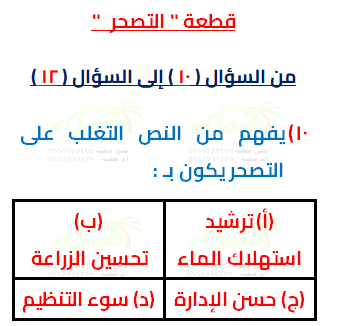 قطعة " التصحر "
من السؤال ( ١٠ ) إلى السؤال ( ١٢ )
١٠) يفهم من النص التغلب على
التصحر يكون بـ :
(أ) ترشيد
استهلاك الماء
(ب)
تحسين الزراعة
(ج) حسن الإدارة
(د) سوء التنظيم